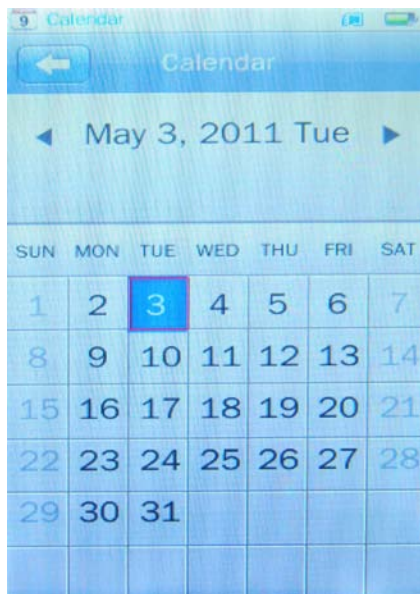 9 Calendar
Calendar
May 3, 2011 Tue
SUN MON TUE WED THU FRI SAT
1 2 3 4 5 6 7
8 9 10 11 12 13 14
15 16 17 18 19 20 21
22 23 24 25 26 27 28
29 30 31